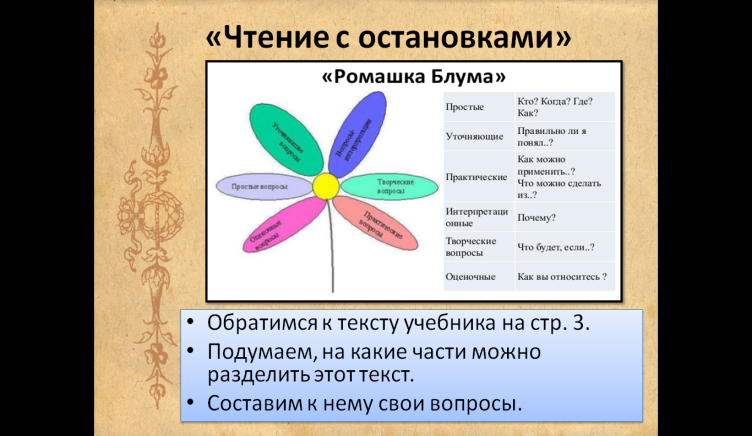 «Чтение с остановками»
«Ромашка Блума»
Уточняющие
вопросы
Вопросы-
интерпретации
Простые вопросы
Творческие
вопросы
Оценочные
вопросы
Практические
вопросы
Простые
Кто? Когда? Где?
Как?
Уточняющие
Правильно ли я
понял..?
Практические
Как можно
применить..?
Что можно сделать
из..?
Интерпретаци
онные
Почему?
Творческие
вопросы
Что будет, если..?
Оценочные
Как вы относитесь ?
• Обратимся к тексту учебника на стр. 3.
• Подумаем, на какие части можно
разделить этот текст.
• Составим к нему свои вопросы.